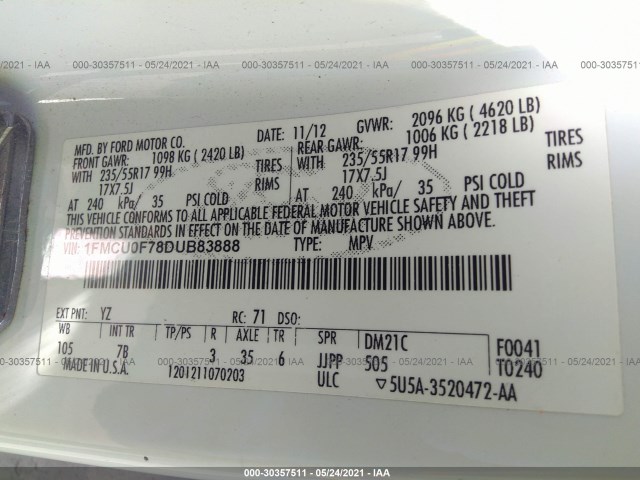 000-30357511 - 05/24/2021 - IAA
MFD. BY FORD MOTOR CO.
DATE: 11/12
GVWR: 2096 KG ( 4620 LB)
FRONT GAWR: 1098 KG ( 2420 LB)
REAR GAWR: 1006 KG ( 2218 LB)
WITH 235/55R17 99H TIRES
WITH 235/55R17 99H TIRES
17X7.5J RIMS
17X7.5J RIMS
AT 240 kPa/ 35 PSI COLD
AT 240 kPa/ 35 PSI COLD
THIS VEHICLE CONFORMS TO ALL APPLICABLE FEDERAL MOTOR VEHICLE SAFETY AND THEFT
PREVENTION STANDARDS IN EFFECT ON THE DATE OF MANUFACTURE SHOWN ABOVE.
VIN: 1FMCU0F78DUB83888
TYPE: MPV
EXT PNT: YZ RC: 71 DSO:
WB INT TR TP/PS R AXLE TR SPR DM21C F0041
105 7B 3 35 6 JJPP 505 T0240
MADE IN U.S.A. 1201211070203 ULC ▽5U5A-3520472-AA
000-30357511 - 05/24/2021 - IAA